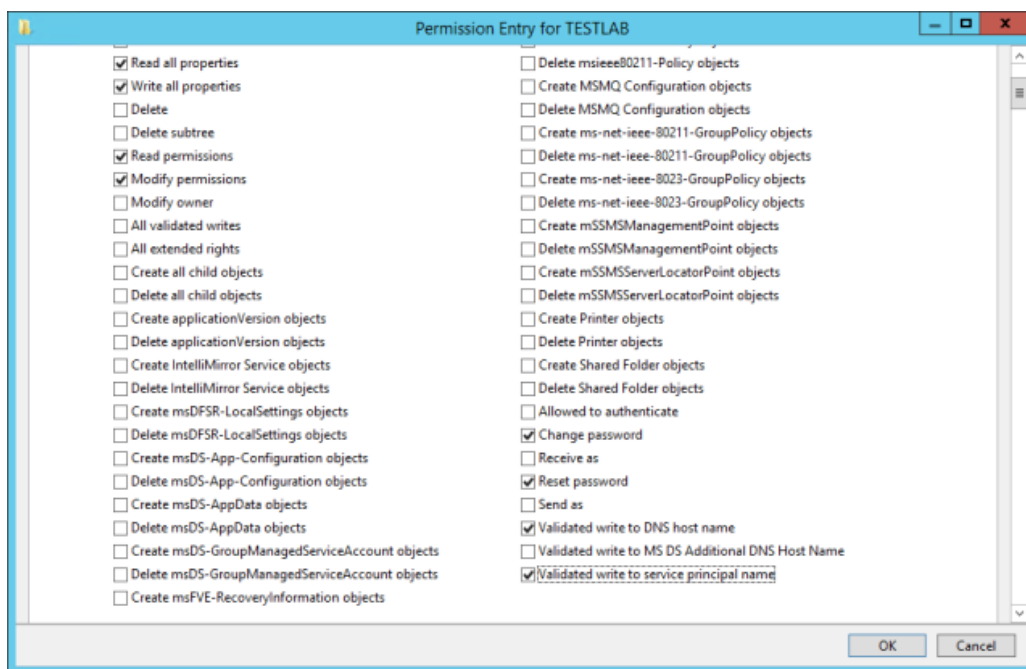 Permission Entry for TESTLAB
Read all properties
Write all properties
Delete
Delete subtree
Read permissions
Modify permissions
Modify owner
All validated writes
All extended rights
Create all child objects
Delete all child objects
Create applicationVersion objects
Delete applicationVersion objects
Create IntelliMirror Service objects
Delete IntelliMirror Service objects
Create msDFSR-LocalSettings objects
Delete msDFSR-LocalSettings objects
Create msDS-App-Configuration objects
Delete msDS-App-Configuration objects
Create msDS-AppData objects
Delete msDS-AppData objects
Create msDS-GroupManagedServiceAccount objects
Delete msDS-GroupManagedServiceAccount objects
Create msFVE-RecoveryInformation objects
Delete msieee80211-Policy objects
Create MSMQ Configuration objects
Delete MSMQ Configuration objects
Create ms-net-ieee-80211-GroupPolicy objects
Delete ms-net-ieee-80211-GroupPolicy objects
Create ms-net-ieee-8023-GroupPolicy objects
Delete ms-net-ieee-8023-GroupPolicy objects
Create mSSMSManagementPoint objects
Delete mSSMSManagementPoint objects
Create mSSMSServerLocatorPoint objects
Delete mSSMSServerLocatorPoint objects
Create Printer objects
Delete Printer objects
Create Shared Folder objects
Delete Shared Folder objects
Allowed to authenticate
Change password
Receive as
Reset password
Send as
Validated write to DNS host name
Validated write to MS DS Additional DNS Host Name
Validated write to service principal name
OK
Cancel